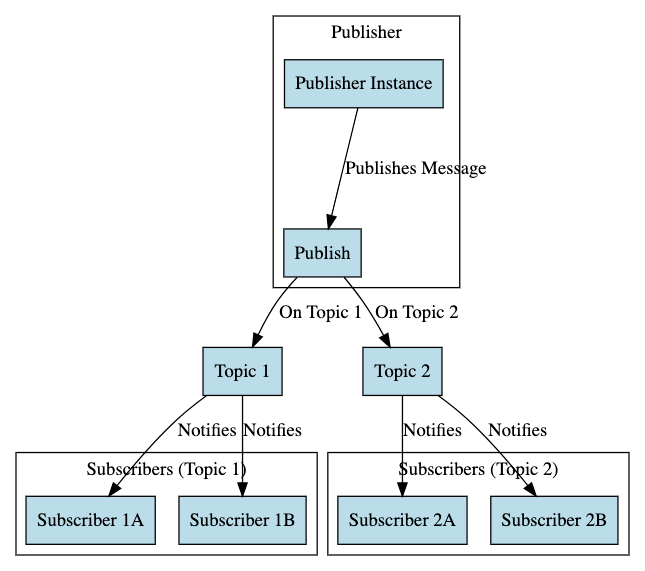 Publisher
Publisher Instance
Publishes Message
Publish
On Topic 1
On Topic 2
Topic 1
Topic 2
Notifies
Notifies
Notifies
Notifies
Subscribers (Topic 1)
Subscribers (Topic 2)
Subscriber 1A
Subscriber 1B
Subscriber 2A
Subscriber 2B